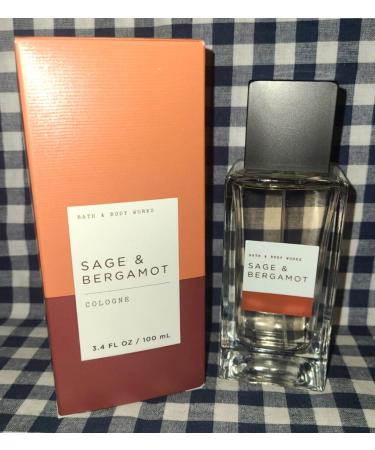 BATH & BODY WORKS
SAGE &
BERGAMOT
COLOGNE
3.4 FL OZ / 100 mL
BATH & BODY WORKS
SAGE &
BERGAMOT